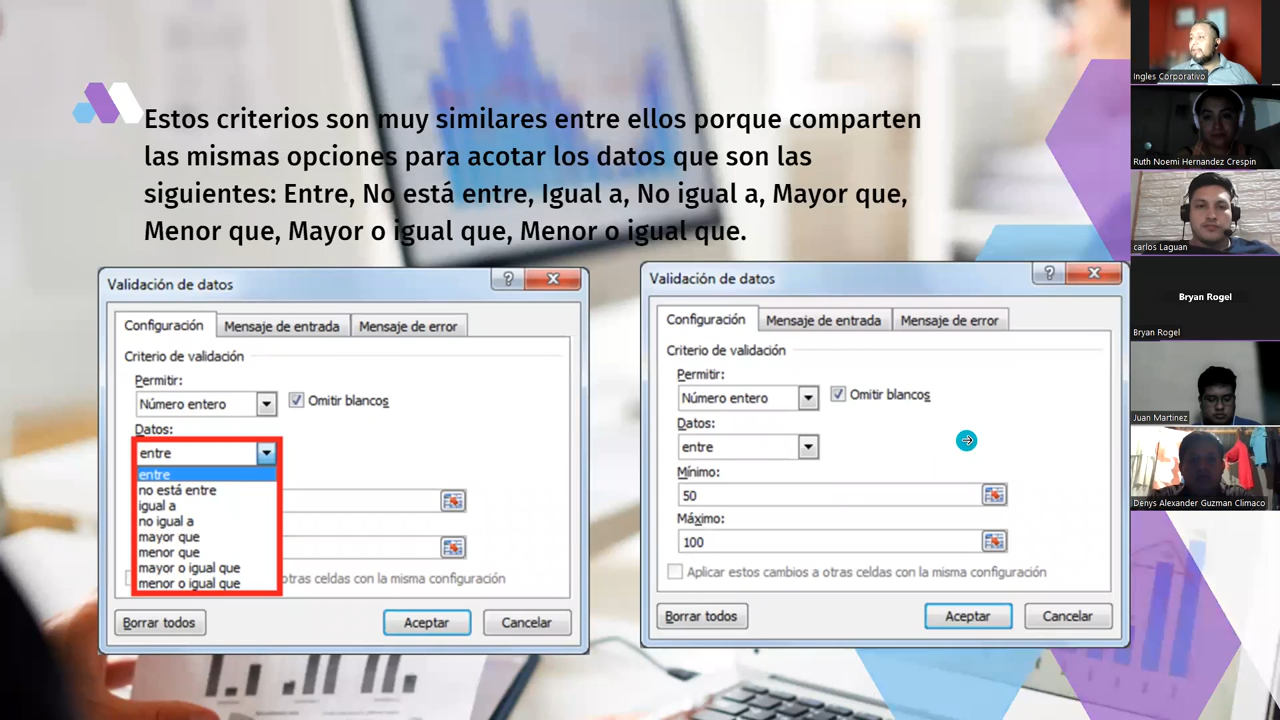 Estos criterios son muy similares entre ellos porque comparten
las mismas opciones para acotar los datos que son las
siguientes: Entre, No está entre, Igual a, No igual a, Mayor que,
Menor que, Mayor o igual que, Menor o igual que.
Validación de datos
Configuración
Mensaje de entrada
Mensaje de error
Criterio de validación
Permitir:
Número entero
Omitir blancos
Datos:
entre
entre
no está entre
igual a
no igual a
mayor que
menor que
mayor o igual que
menor o igual que
otras celdas con la misma configuración
Borrar todos
Aceptar
Cancelar
Validación de datos
Configuración
Mensaje de entrada
Mensaje de error
Criterio de validación
Permitir:
Número entero
Omitir blancos
Datos:
entre
Mínimo:
50
Máximo:
100
Aplicar estos cambios a otras celdas con la misma configuración
Borrar todos
Aceptar
Cancelar
Ingles Corporativo
Ruth Noemi Hernandez Crespin
carlos Laguan
Bryan Rogel
Bryan Rogel
Juan Martinez
Denys Alexander Guzman Climaco